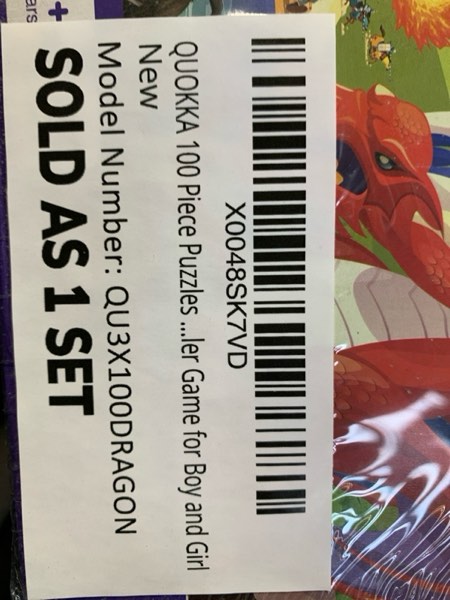 X0048SK7VD
QUOKKA 100 Piece Puzzles ...ler Game for Boy and Girl
New
Model Number: QU3X100DRAGON
SOLD AS 1 SET
+
ars